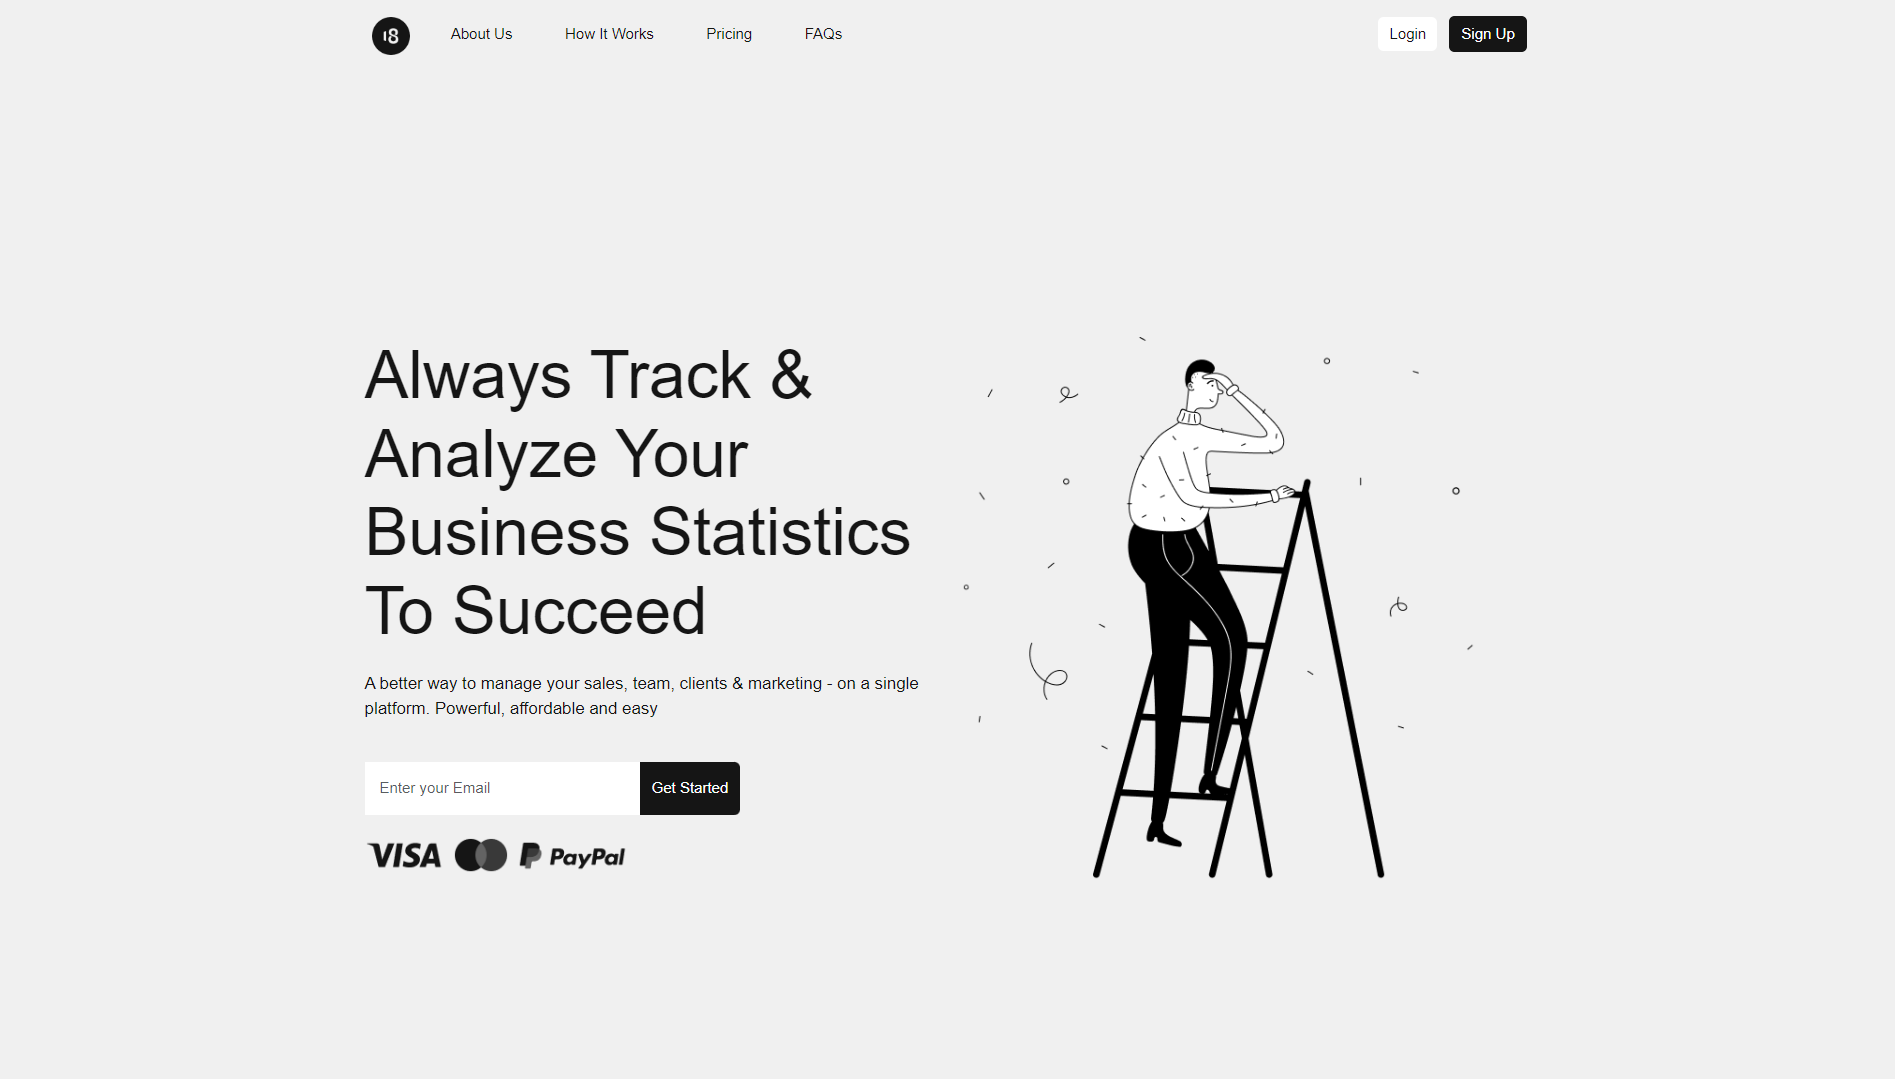 18 About Us How It Works Pricing FAQs Login Sign Up
Always Track &
Analyze Your
Business Statistics
To Succeed
A better way to manage your sales, team, clients & marketing - on a single
platform. Powerful, affordable and easy
Enter your Email Get Started
VISA PayPal